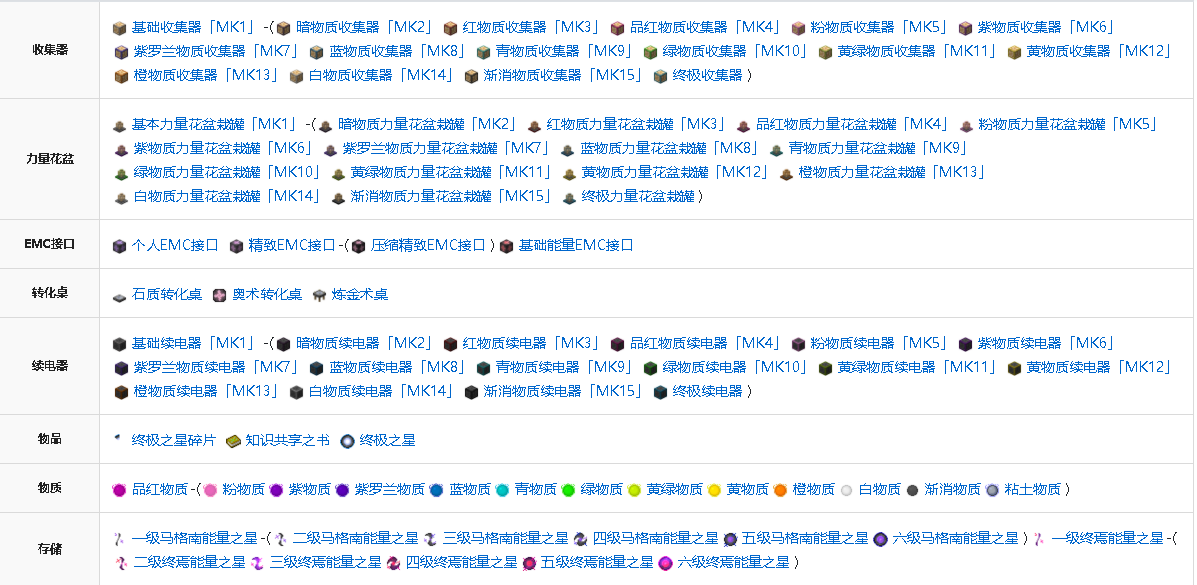 收集器
基础收集器「MK1」 -( 暗物质收集器「MK2」 红物质收集器「MK3」 品红物质收集器「MK4」 粉物质收集器「MK5」 紫物质收集器「MK6」
紫罗兰物质收集器「MK7」 蓝物质收集器「MK8」 青物质收集器「MK9」 绿物质收集器「MK10」 黄绿物质收集器「MK11」 黄物质收集器「MK12」
橙物质收集器「MK13」 白物质收集器「MK14」 渐消物质收集器「MK15」 终极收集器 )
力量花盆
基本力量花盆栽罐「MK1」 -( 暗物质力量花盆栽罐「MK2」 红物质力量花盆栽罐「MK3」 品红物质力量花盆栽罐「MK4」 粉物质力量花盆栽罐「MK5」
紫物质力量花盆栽罐「MK6」 紫罗兰物质力量花盆栽罐「MK7」 蓝物质力量花盆栽罐「MK8」 青物质力量花盆栽罐「MK9」
绿物质力量花盆栽罐「MK10」 黄绿物质力量花盆栽罐「MK11」 黄物质力量花盆栽罐「MK12」 橙物质力量花盆栽罐「MK13」
白物质力量花盆栽罐「MK14」 渐消物质力量花盆栽罐「MK15」 终极力量花盆栽罐 )
EMC接口
个人EMC接口 精致EMC接口 -( 压缩精致EMC接口 ) 基础能量EMC接口
转化桌
石质转化桌 奥术转化桌 炼金术桌
续电器
基础续电器「MK1」 -( 暗物质续电器「MK2」 红物质续电器「MK3」 品红物质续电器「MK4」 粉物质续电器「MK5」 紫物质续电器「MK6」
紫罗兰物质续电器「MK7」 蓝物质续电器「MK8」 青物质续电器「MK9」 绿物质续电器「MK10」 黄绿物质续电器「MK11」 黄物质续电器「MK12」
橙物质续电器「MK13」 白物质续电器「MK14」 渐消物质续电器「MK15」 终极续电器 )
物品
终极之星碎片 知识共享之书 终极之星
物质
品红物质 -( 粉物质 紫物质 紫罗兰物质 蓝物质 青物质 绿物质 黄绿物质 黄物质 橙物质 白物质 渐消物质 粘土物质 )
存储
一级马格南能量之星 -( 二级马格南能量之星 三级马格南能量之星 四级马格南能量之星 五级马格南能量之星 六级马格南能量之星 ) 一级终焉能量之星 -(
二级终焉能量之星 三级终焉能量之星 四级终焉能量之星 五级终焉能量之星 六级终焉能量之星 )